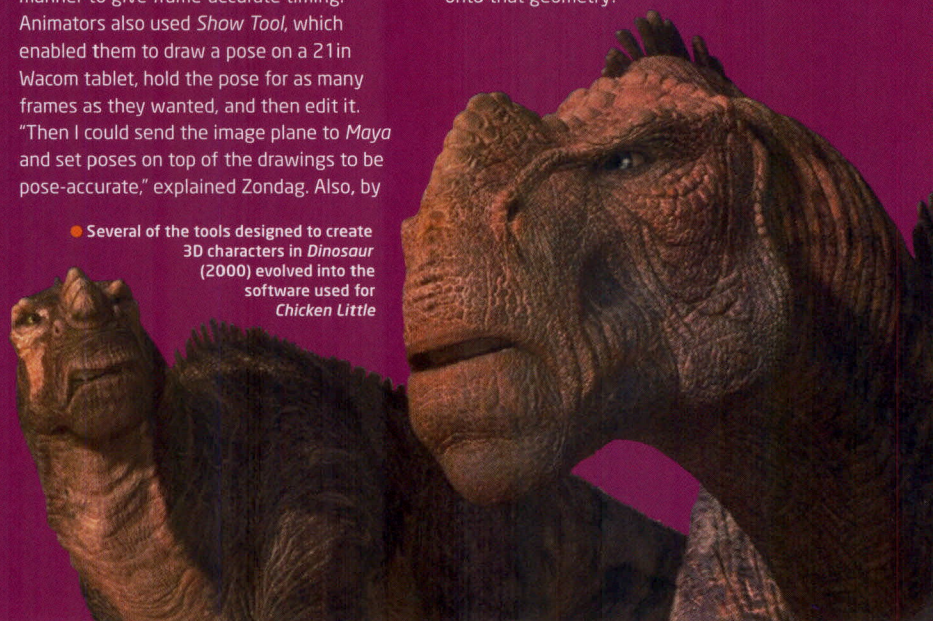 manner to give frame-accurate timing.
Animators also used Show Tool, which
enabled them to draw a pose on a 21in
Wacom tablet, hold the pose for as many
frames as they wanted, and then edit it.
“Then I could send the image plane to Maya
and set poses on top of the drawings to be
pose-accurate,” explained Zondag. Also, by
onto that geometry.
● Several of the tools designed to create
3D characters in Dinosaur
(2000) evolved into the
software used for
Chicken Little